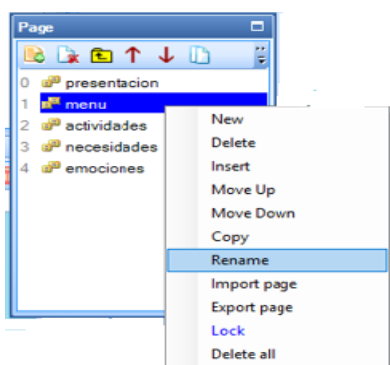 Page
0 presentacion
1 menu
2 actividades
3 necesidades
4 emociones
New
Delete
Insert
Move Up
Move Down
Copy
Rename
Import page
Export page
Lock
Delete all